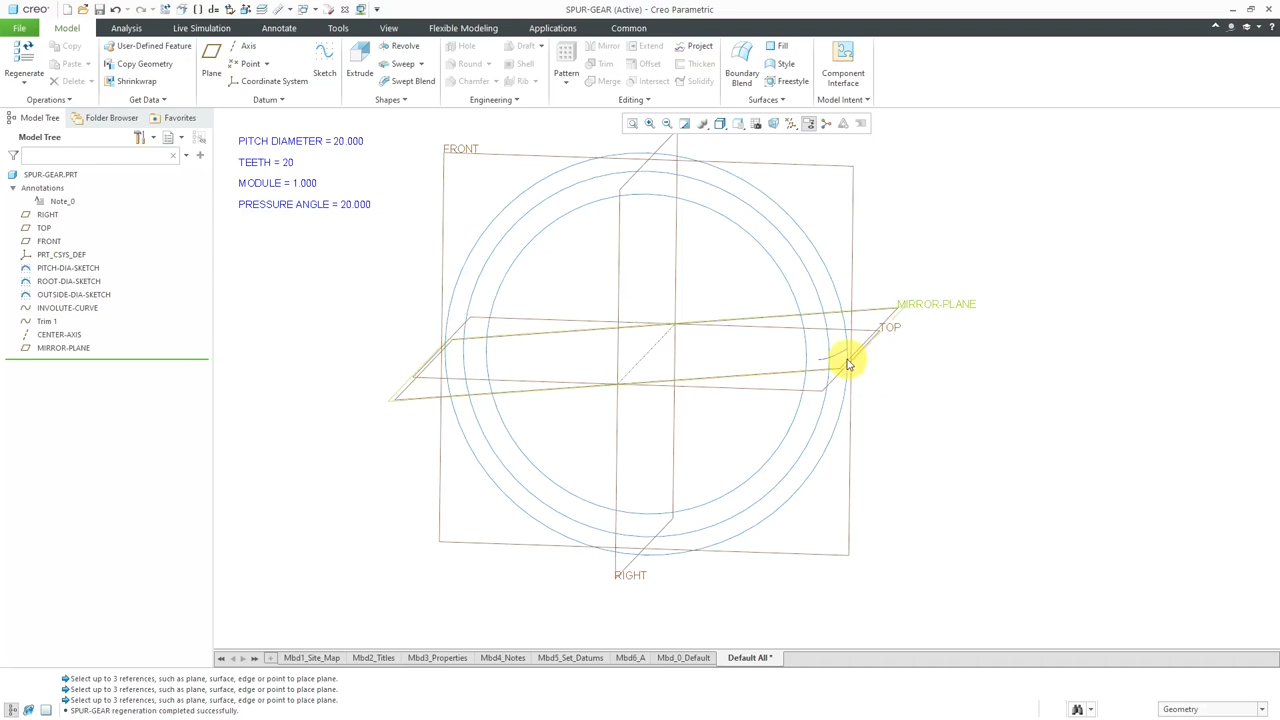 creo
SPUR-GEAR (Active) - Creo Parametric
File Model Analysis Live Simulation Annotate Tools View Flexible Modeling Applications Common
Regenerate
Copy
Paste
Delete
User-Defined Feature
Copy Geometry
Shrinkwrap
Plane
Axis
Point
Coordinate System
Sketch
Extrude
Revolve
Sweep
Swept Blend
Hole
Round
Chamfer
Draft
Shell
Rib
Pattern
Mirror
Trim
Merge
Extend
Offset
Intersect
Project
Thicken
Solidify
Boundary
Blend
Fill
Style
Freestyle
Component
Interface
Operations Get Data Datum Shapes Engineering Editing Surfaces Model Intent
Model Tree Folder Browser Favorites
Model Tree
SPUR-GEAR.PRT
Annotations
Note_0
RIGHT
TOP
FRONT
PRT_CSYS_DEF
PITCH-DIA-SKETCH
ROOT-DIA-SKETCH
OUTSIDE-DIA-SKETCH
INVOLUTE-CURVE
Trim 1
CENTER-AXIS
MIRROR-PLANE
PITCH DIAMETER = 20.000
TEETH = 20
MODULE = 1.000
PRESSURE ANGLE = 20.000
FRONT
MIRROR-PLANE
TOP
RIGHT
Mbd1_Site_Map Mbd2_Titles Mbd3_Properties Mbd4_Notes Mbd5_Set_Datums Mbd6_A Mbd_0_Default Default All *
Select up to 3 references, such as plane, surface, edge or point to place plane.
Select up to 3 references, such as plane, surface, edge or point to place plane.
Select up to 3 references, such as plane, surface, edge or point to place plane.
• SPUR-GEAR regeneration completed successfully.
Geometry